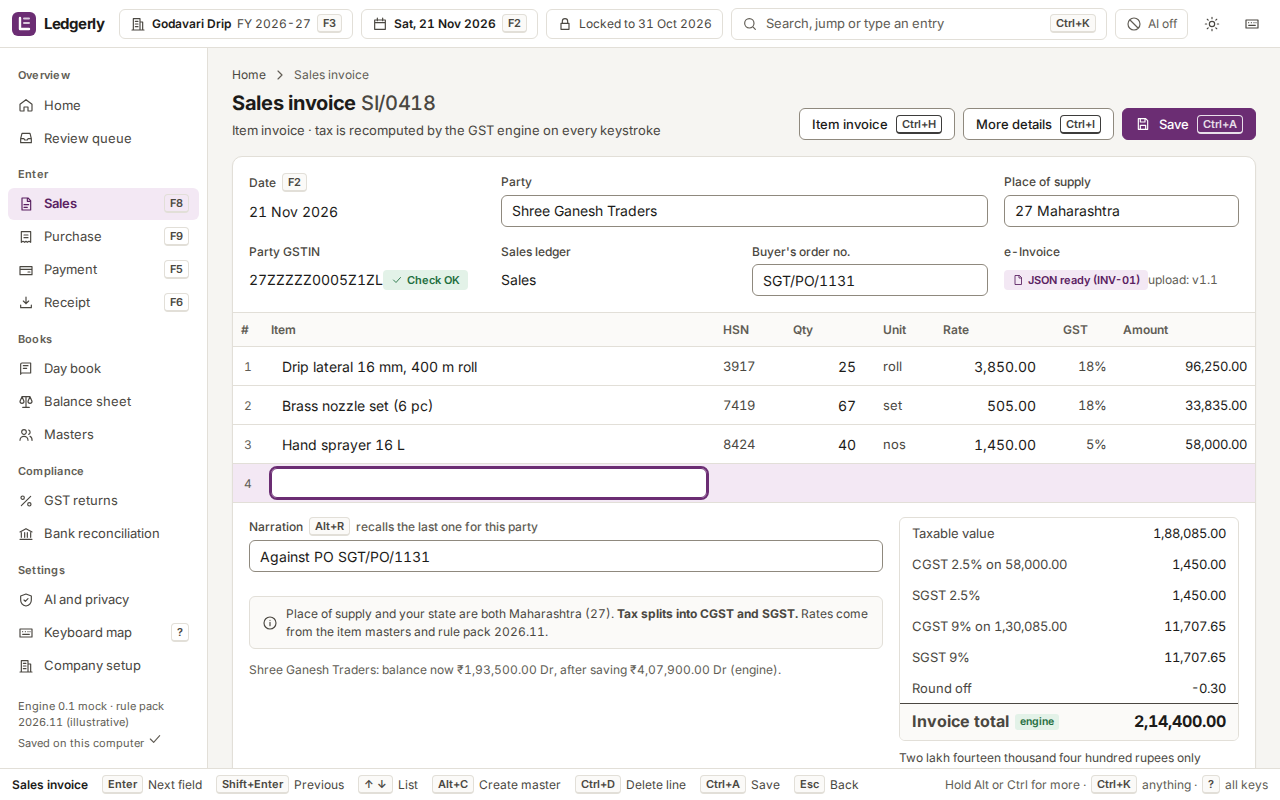 Ledgerly
Godavari Drip FY 2026-27 F3
Sat, 21 Nov 2026 F2
Locked to 31 Oct 2026
Search, jump or type an entry Ctrl+K
AI off
Overview
Home
Review queue
Enter
Sales F8
Purchase F9
Payment F5
Receipt F6
Books
Day book
Balance sheet
Masters
Compliance
GST returns
Bank reconciliation
Settings
AI and privacy
Keyboard map ?
Company setup
Engine 0.1 mock · rule pack
2026.11 (illustrative)
Saved on this computer
Home > Sales invoice
Sales invoice SI/0418
Item invoice · tax is recomputed by the GST engine on every keystroke
Item invoice Ctrl+H
More details Ctrl+I
Save Ctrl+A
Date F2
21 Nov 2026
Party
Shree Ganesh Traders
Place of supply
27 Maharashtra
Party GSTIN
27ZZZZZ0005Z1ZL Check OK
Sales ledger
Sales
Buyer's order no.
SGT/PO/1131
e-Invoice
JSON ready (INV-01) upload: v1.1
# Item HSN Qty Unit Rate GST Amount
1 Drip lateral 16 mm, 400 m roll 3917 25 roll 3,850.00 18% 96,250.00
2 Brass nozzle set (6 pc) 7419 67 set 505.00 18% 33,835.00
3 Hand sprayer 16 L 8424 40 nos 1,450.00 5% 58,000.00
4
Narration Alt+R recalls the last one for this party
Against PO SGT/PO/1131
Place of supply and your state are both Maharashtra (27). Tax splits into CGST and SGST. Rates come
from the item masters and rule pack 2026.11.
Shree Ganesh Traders: balance now ₹1,93,500.00 Dr, after saving ₹4,07,900.00 Dr (engine).
Taxable value 1,88,085.00
CGST 2.5% on 58,000.00 1,450.00
SGST 2.5% 1,450.00
CGST 9% on 1,30,085.00 11,707.65
SGST 9% 11,707.65
Round off -0.30
Invoice total engine 2,14,400.00
Two lakh fourteen thousand four hundred rupees only
Sales invoice Enter Next field Shift+Enter Previous ↑ ↓ List Alt+C Create master Ctrl+D Delete line Ctrl+A Save Esc Back Hold Alt or Ctrl for more · Ctrl+K anything · ? all keys